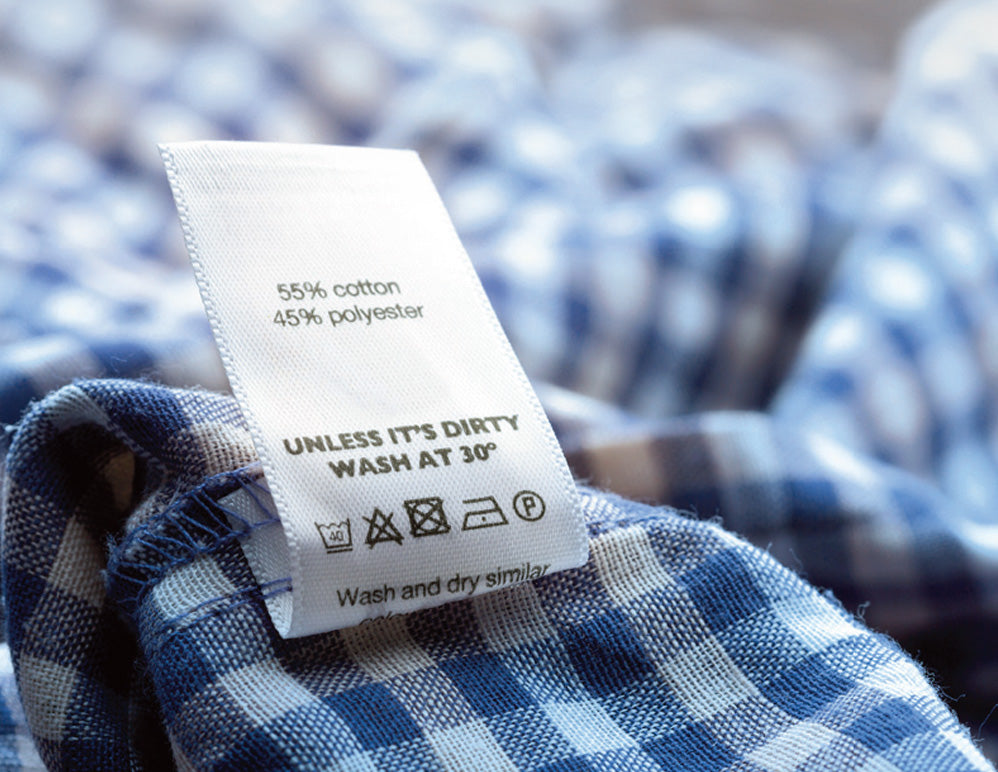 55% cotton
45% polyester
UNLESS IT'S DIRTY
WASH AT 30°
40 P
Wash and dry similar